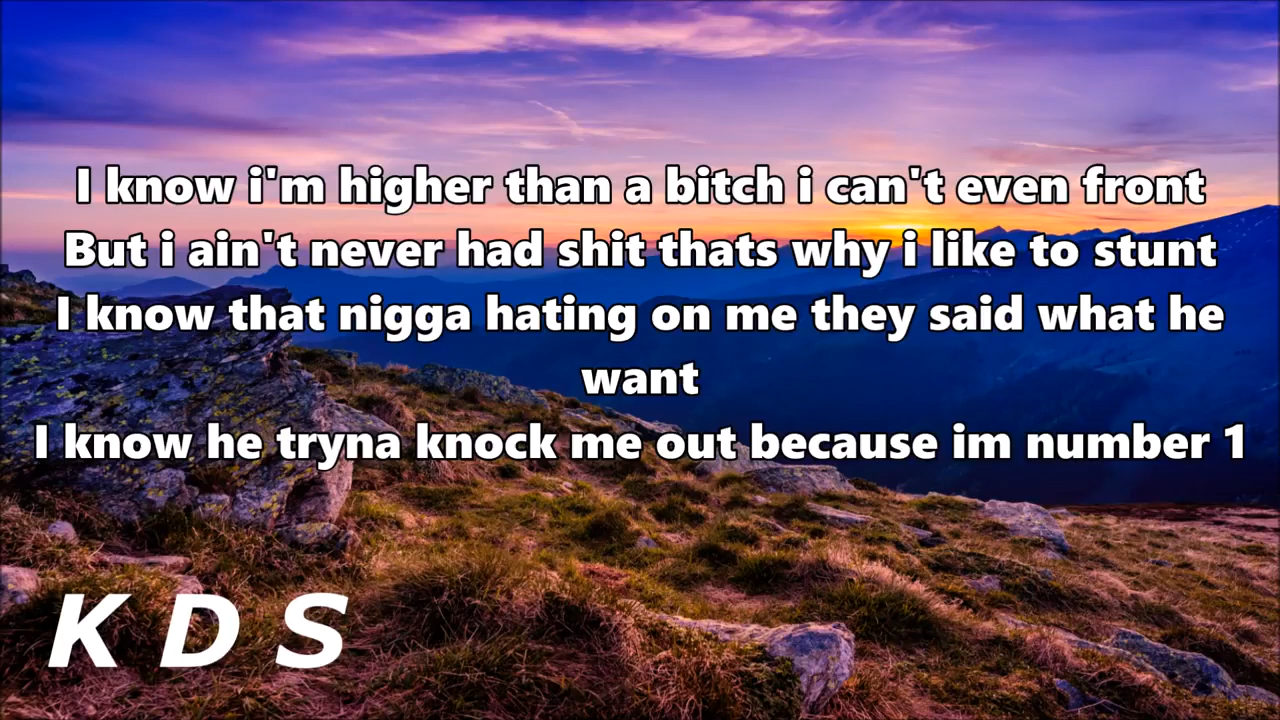 I know i'm higher than a bitch i can't even front
But i ain't never had shit thats why i like to stunt
I know that nigga hating on me they said what he
want
I know he tryna knock me out because im number 1
K D S